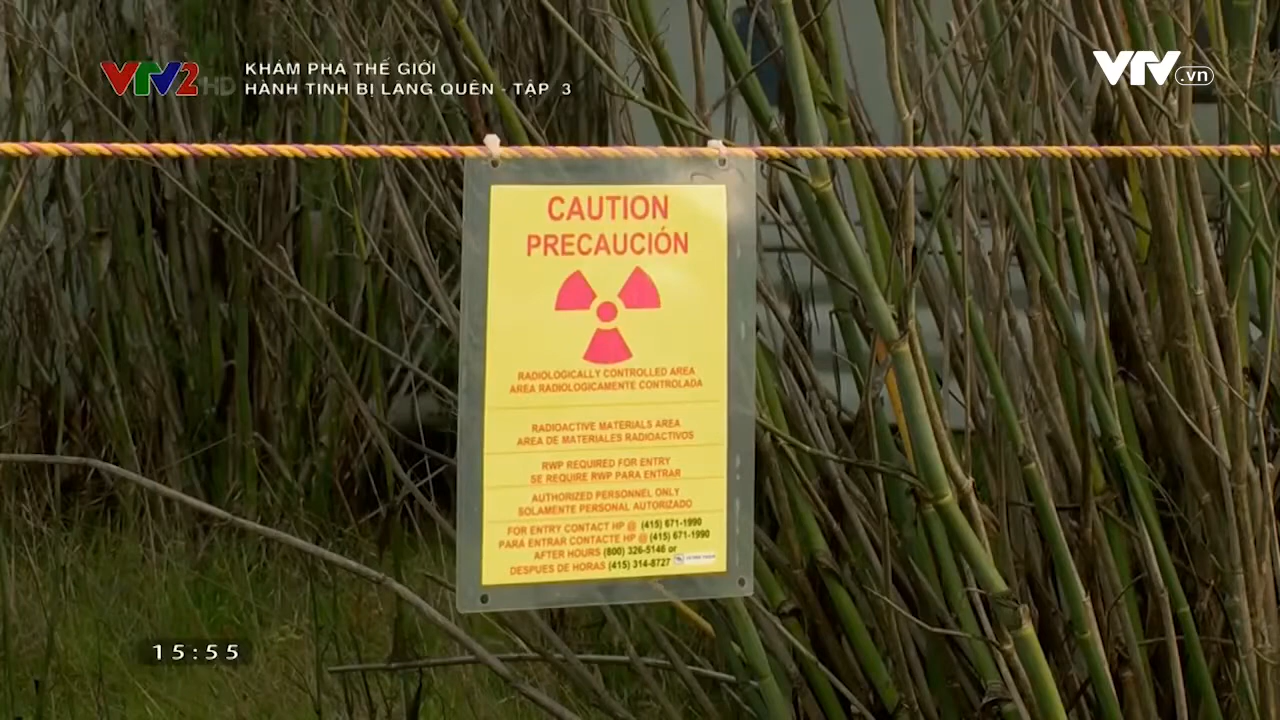 VTV2HD
KHÁM PHÁ THẾ GIỚI
HÀNH TINH BỊ LÃNG QUÊN - TẬP 3
VTV.vn
CAUTION
PRECAUCIÓN
RADIOLOGICALLY CONTROLLED AREA
AREA RADIOLOGICAMENTE CONTROLADA
RADIOACTIVE MATERIALS AREA
AREA DE MATERIALES RADIOACTIVOS
RWP REQUIRED FOR ENTRY
SE REQUIRE RWP PARA ENTRAR
AUTHORIZED PERSONNEL ONLY
SOLAMENTE PERSONAL AUTORIZADO
FOR ENTRY CONTACT HP @ (415) 671-1990
PARA ENTRAR CONTACTE HP @ (415) 671-1990
AFTER HOURS (800) 326-5146 or
DESPUES DE HORAS (415) 314-8727
15:55